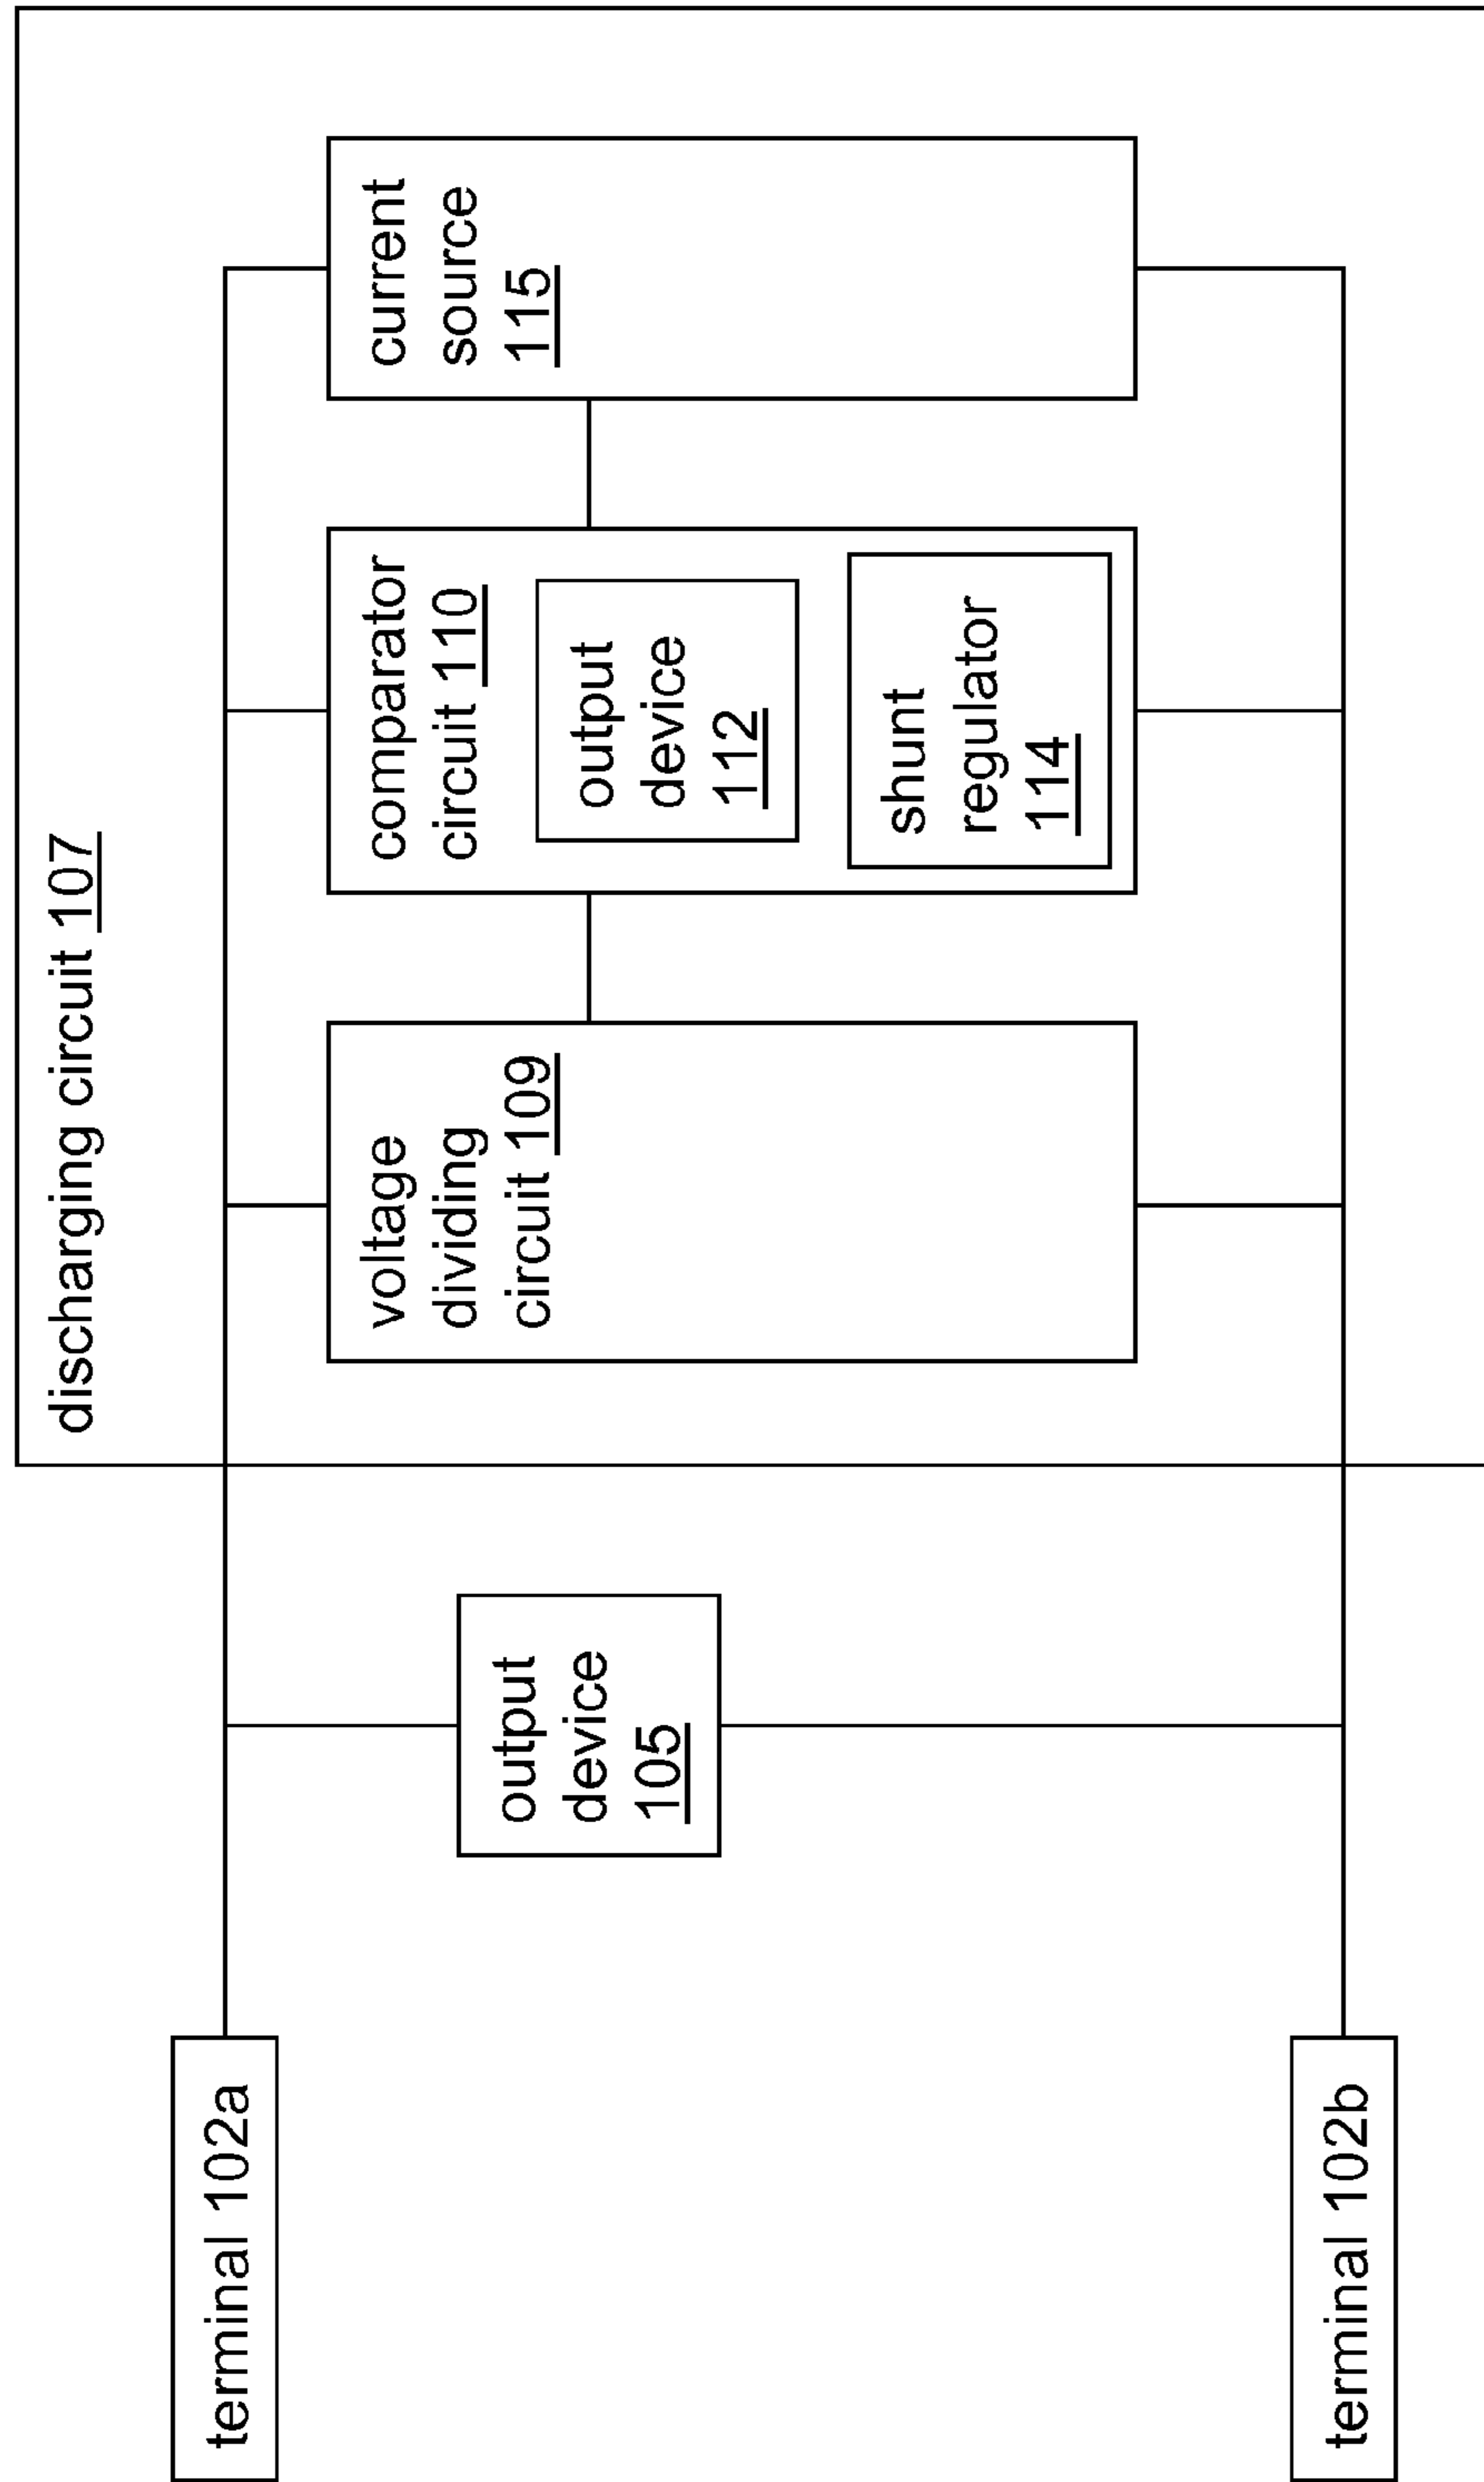 discharging circuit 107
terminal 102a
output
device
105
voltage
dividing
circuit 109
comparator
circuit 110
output
device
112
shunt
regulator
114
current
source
115
terminal 102b